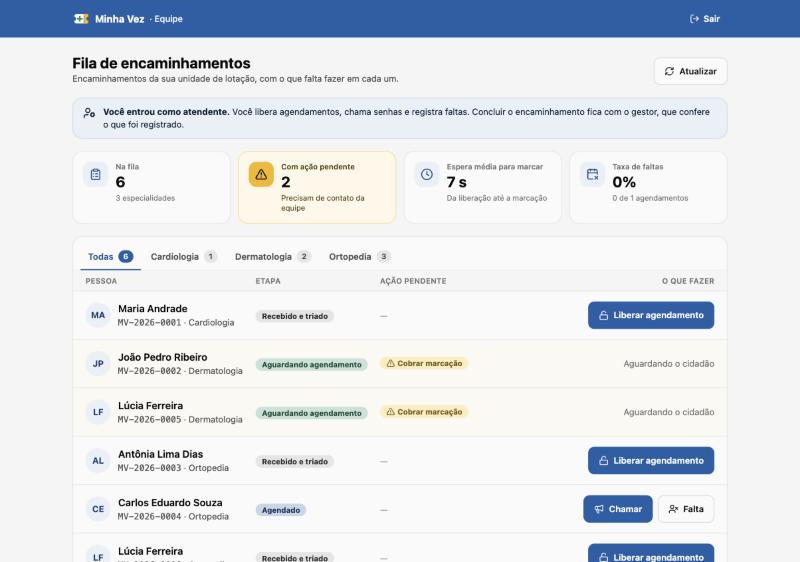 Minha Vez · Equipe
Sair
Fila de encaminhamentos
Encaminhamentos da sua unidade de lotação, com o que falta fazer em cada um.
Atualizar
Você entrou como atendente. Você libera agendamentos, chama senhas e registra faltas. Concluir o encaminhamento fica com o gestor, que confere
o que foi registrado.
Na fila
6
3 especialidades
Com ação pendente
2
Precisam de contato da
equipe
Espera média para marcar
7 s
Da liberação até a marcação
Taxa de faltas
0%
0 de 1 agendamentos
Todas 6 Cardiologia 1 Dermatologia 2 Ortopedia 3
PESSOA ETAPA AÇÃO PENDENTE O QUE FAZER
MA Maria Andrade
MV-2026-0001 · Cardiologia
Recebido e triado
—
Liberar agendamento
JP João Pedro Ribeiro
MV-2026-0002 · Dermatologia
Aguardando agendamento
Cobrar marcação
Aguardando o cidadão
LF Lúcia Ferreira
MV-2026-0005 · Dermatologia
Aguardando agendamento
Cobrar marcação
Aguardando o cidadão
AL Antônia Lima Dias
MV-2026-0003 · Ortopedia
Recebido e triado
—
Liberar agendamento
CE Carlos Eduardo Souza
MV-2026-0004 · Ortopedia
Agendado
—
Chamar
Falta
LF Lúcia Ferreira
Recebido e triado
—
Liberar agendamento